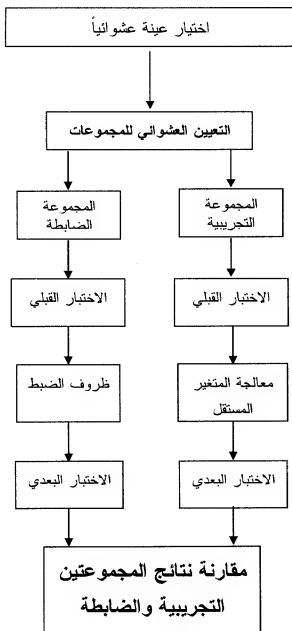 اختيار عينة عشوائياً
التعيين العشوائي للمجموعات
المجموعة
التجريبية
المجموعة
الضابطة
الاختبار القبلي
الاختبار القبلي
معالجة المتغير
المستقل
ظروف الضبط
الاختبار البعدي
الاختبار البعدي
مقارنة نتائج المجموعتين
التجريبية والضابطة